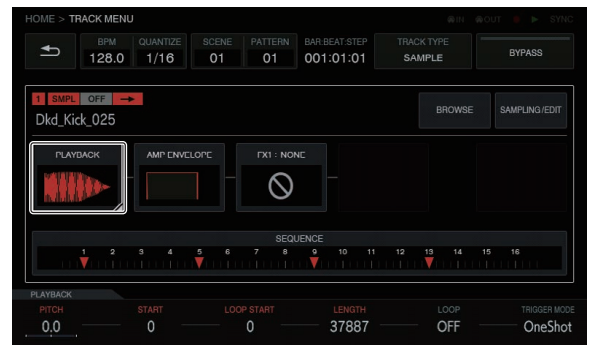 HOME > TRACK MENU IN OUT SYNC
BPM QUANTIZE SCENE PATTERN BAR:BEAT:STEP TRACK TYPE
128.0 1/16 01 01 001:01:01 SAMPLE BYPASS
1 SMPL OFF
Dkd_Kick_025 BROWSE SAMPLING/EDIT
PLAYBACK AMP ENVELOPE FX1 : NONE
SEQUENCE
1 2 3 4 5 6 7 8 9 10 11 12 13 14 15 16
PLAYBACK
PITCH START LOOP START LENGTH LOOP TRIGGER MODE
0.0 0 0 37887 OFF OneShot